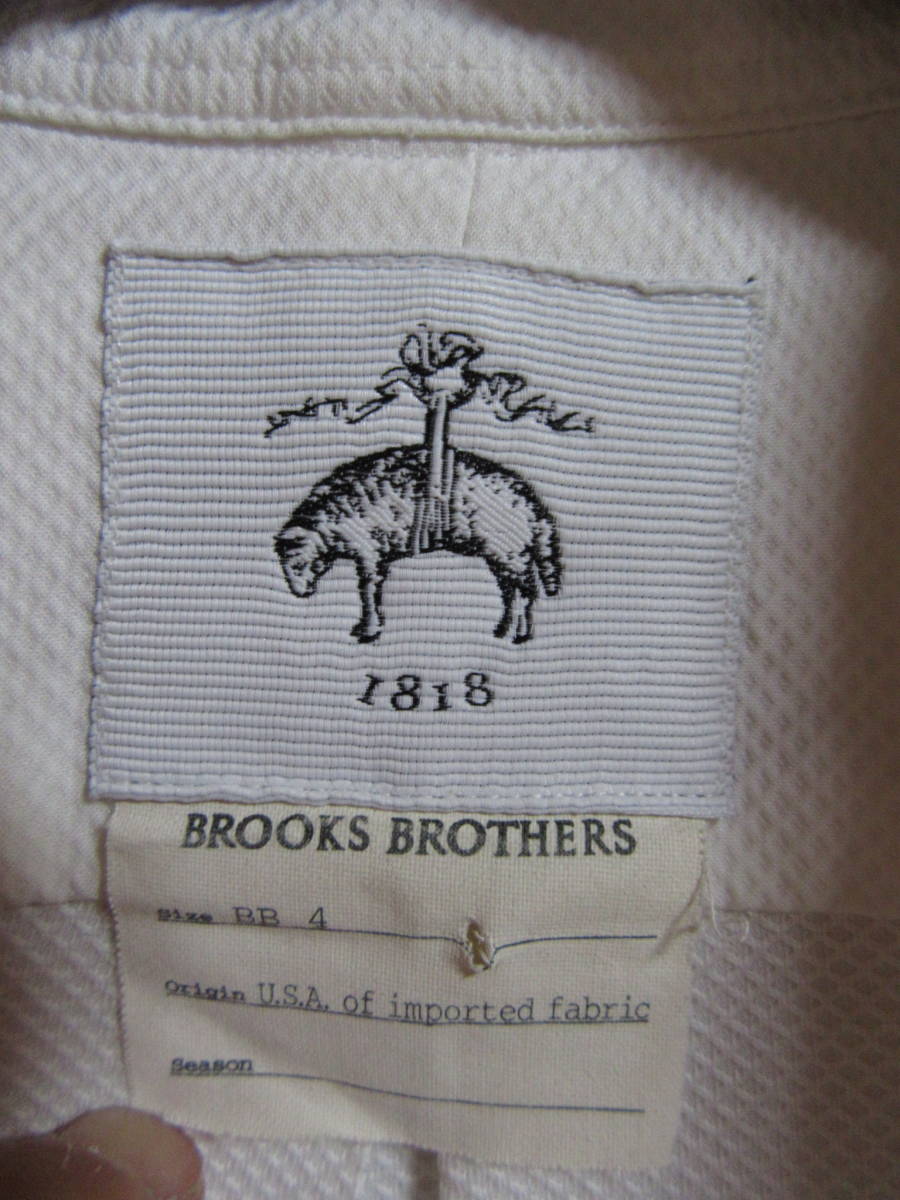 1818
BROOKS BROTHERS
Size BB 4
Origin U.S.A. of imported fabric
Season